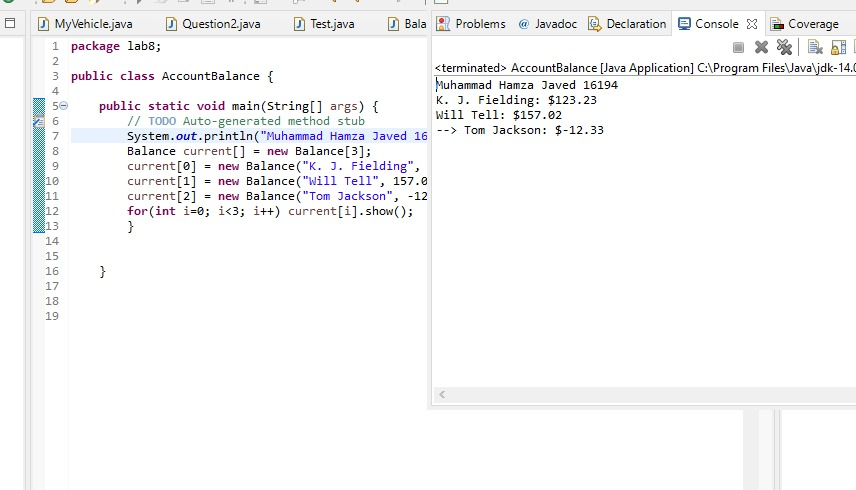 MyVehicle.java Question2.java Test.java Bala
1 package lab8;
2
3 public class AccountBalance {
4
5 public static void main(String[] args) {
6 // TODO Auto-generated method stub
7 System.out.println("Muhammad Hamza Javed 16
8 Balance current[] = new Balance[3];
9 current[0] = new Balance("K. J. Fielding",
10 current[1] = new Balance("Will Tell", 157.0
11 current[2] = new Balance("Tom Jackson", -12
12 for(int i=0; i<3; i++) current[i].show();
13 }
14
15
16 }
17
18
19
Problems @ Javadoc Declaration Console Coverage
<terminated> AccountBalance [Java Application] C:\Program Files\Java\jdk-14.0
Muhammad Hamza Javed 16194
K. J. Fielding: $123.23
Will Tell: $157.02
--> Tom Jackson: $-12.33